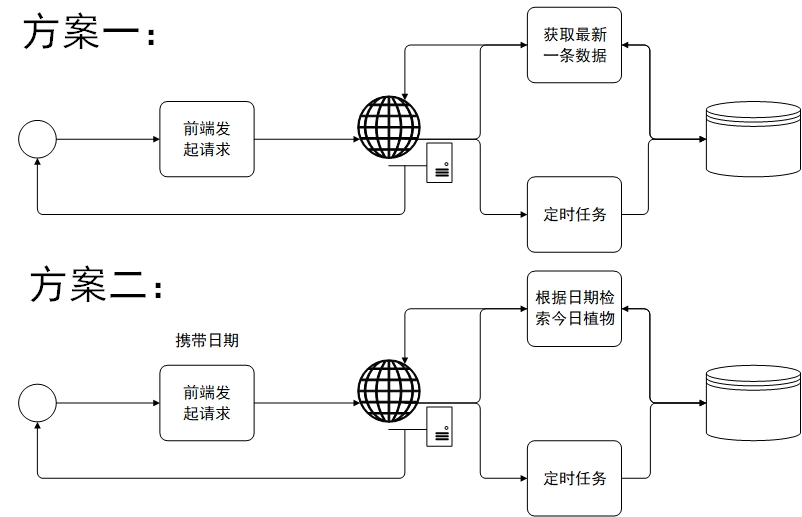 方案一：
获取最新
一条数据
前端发
起请求
定时任务
方案二：
根据日期检
索今日植物
携带日期
前端发
起请求
定时任务